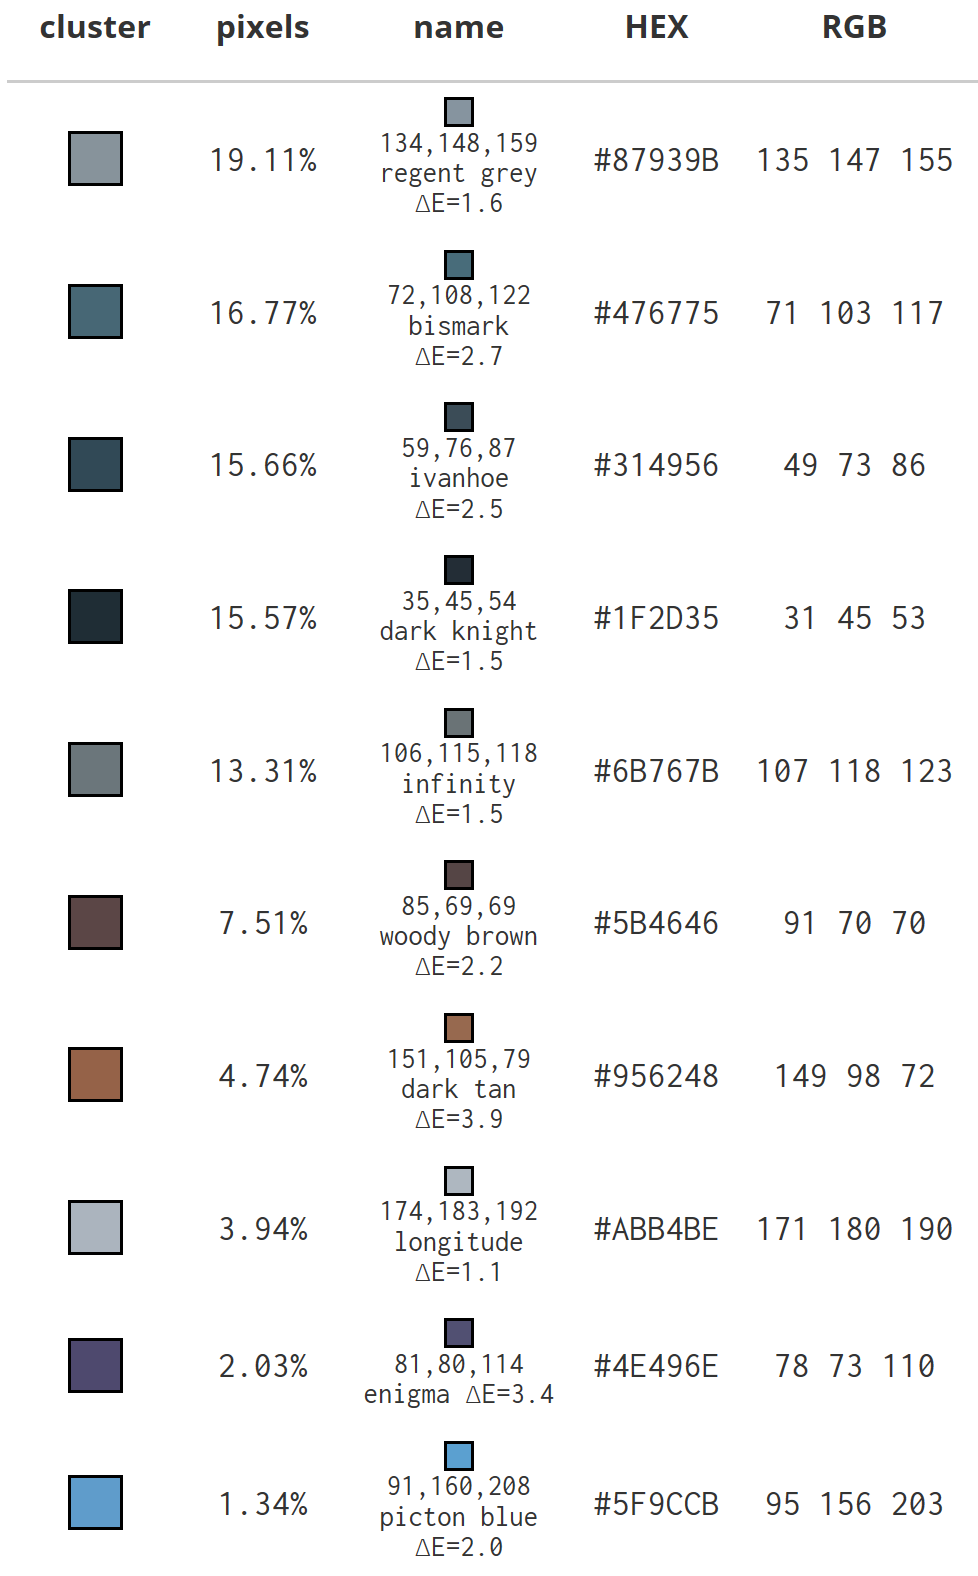 cluster pixels name HEX RGB
134,148,159
19.11% regent grey #87939B 135 147 155
ΔE=1.6
72,108,122
16.77% bismark #476775 71 103 117
ΔE=2.7
59,76,87
15.66% ivanhoe #314956 49 73 86
ΔE=2.5
35,45,54
15.57% dark knight #1F2D35 31 45 53
ΔE=1.5
106,115,118
13.31% infinity #6B767B 107 118 123
ΔE=1.5
85,69,69
7.51% woody brown #5B4646 91 70 70
ΔE=2.2
151,105,79
4.74% dark tan #956248 149 98 72
ΔE=3.9
174,183,192
3.94% longitude #ABB4BE 171 180 190
ΔE=1.1
81,80,114
2.03% #4E496E 78 73 110
enigma ΔE=3.4
91,160,208
1.34% picton blue #5F9CCB 95 156 203
ΔE=2.0